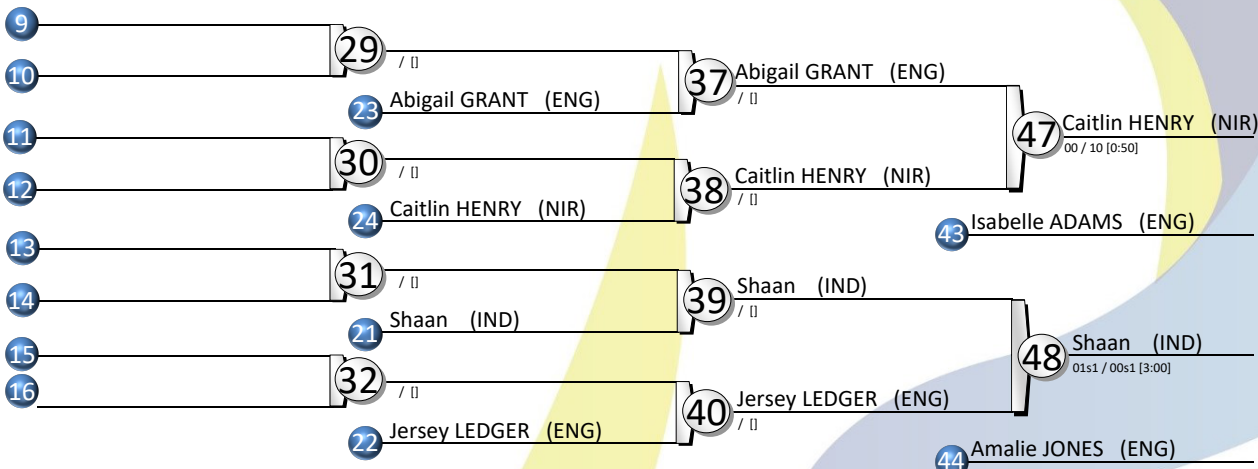 9
29
/ []
10
37
Abigail GRANT (ENG)
/ []
23
Abigail GRANT (ENG)
11
47
Caitlin HENRY (NIR)
00 / 10 [0:50]
30
/ []
12
38
Caitlin HENRY (NIR)
/ []
24
Caitlin HENRY (NIR)
43
Isabelle ADAMS (ENG)
13
31
/ []
14
39
Shaan (IND)
/ []
21
Shaan (IND)
15
48
Shaan (IND)
01s1 / 00s1 [3:00]
32
/ []
16
40
Jersey LEDGER (ENG)
/ []
22
Jersey LEDGER (ENG)
44
Amalie JONES (ENG)